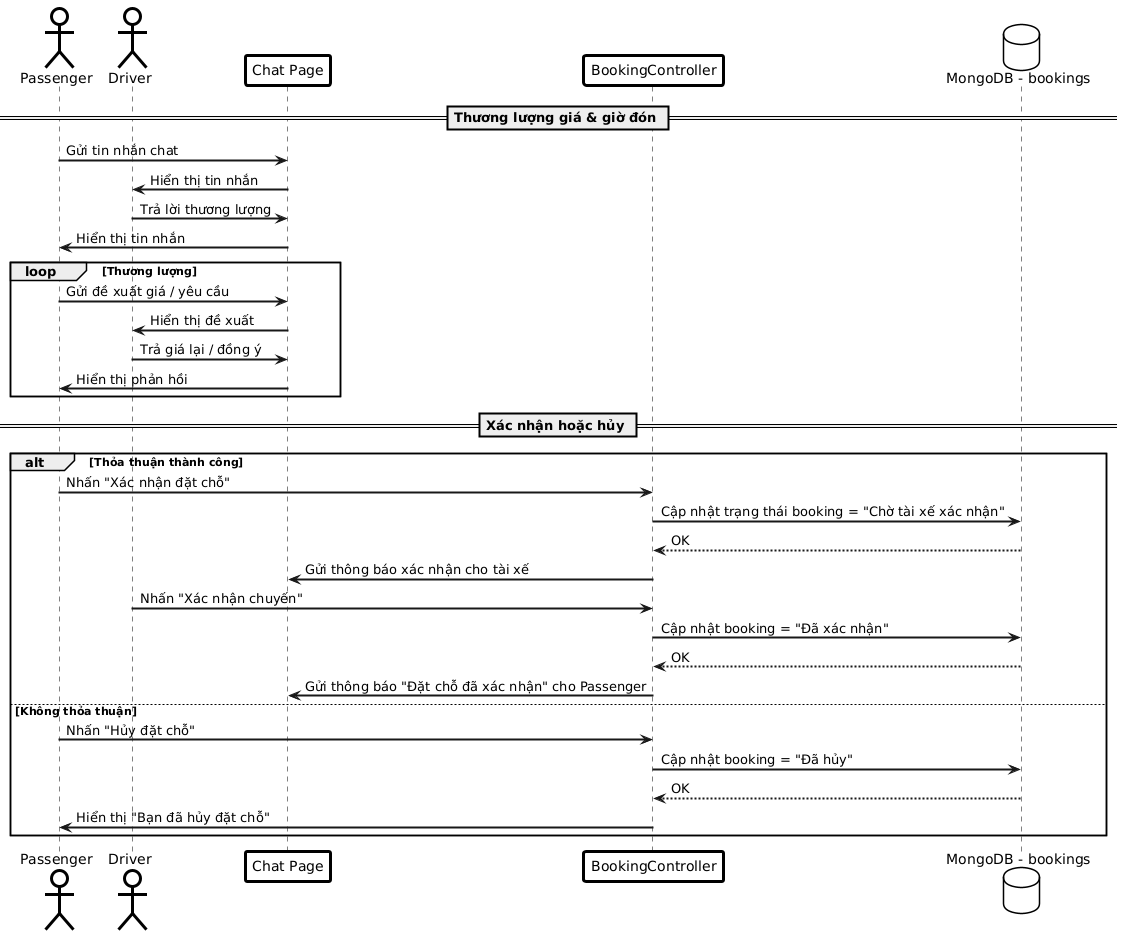 Passenger
Driver
Chat Page
BookingController
MongoDB - bookings
Thương lượng giá & giờ đón
Gửi tin nhắn chat
Hiển thị tin nhắn
Trả lời thương lượng
Hiển thị tin nhắn
loop
[Thương lượng]
Gửi đề xuất giá / yêu cầu
Hiển thị đề xuất
Trả giá lại / đồng ý
Hiển thị phản hồi
Xác nhận hoặc hủy
alt
[Thỏa thuận thành công]
Nhấn "Xác nhận đặt chỗ"
Cập nhật trạng thái booking = "Chờ tài xế xác nhận"
OK
Gửi thông báo xác nhận cho tài xế
Nhấn "Xác nhận chuyến"
Cập nhật booking = "Đã xác nhận"
OK
Gửi thông báo "Đặt chỗ đã xác nhận" cho Passenger
[Không thỏa thuận]
Nhấn "Hủy đặt chỗ"
Cập nhật booking = "Đã hủy"
OK
Hiển thị "Bạn đã hủy đặt chỗ"
Passenger
Driver
Chat Page
BookingController
MongoDB - bookings